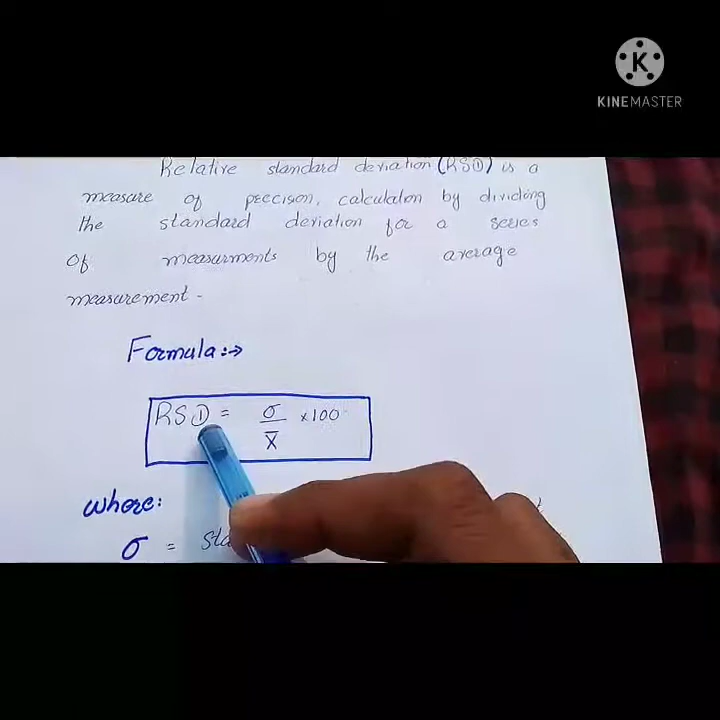 K
KINEMASTER
Relative standard deviation (RSD) is a
measure of precision, calculaton by dividing
the standard deviation for a series
of measurments by the average
measurement -
Formula:→
RSD = σ/x̄ ×100
where:
σ =